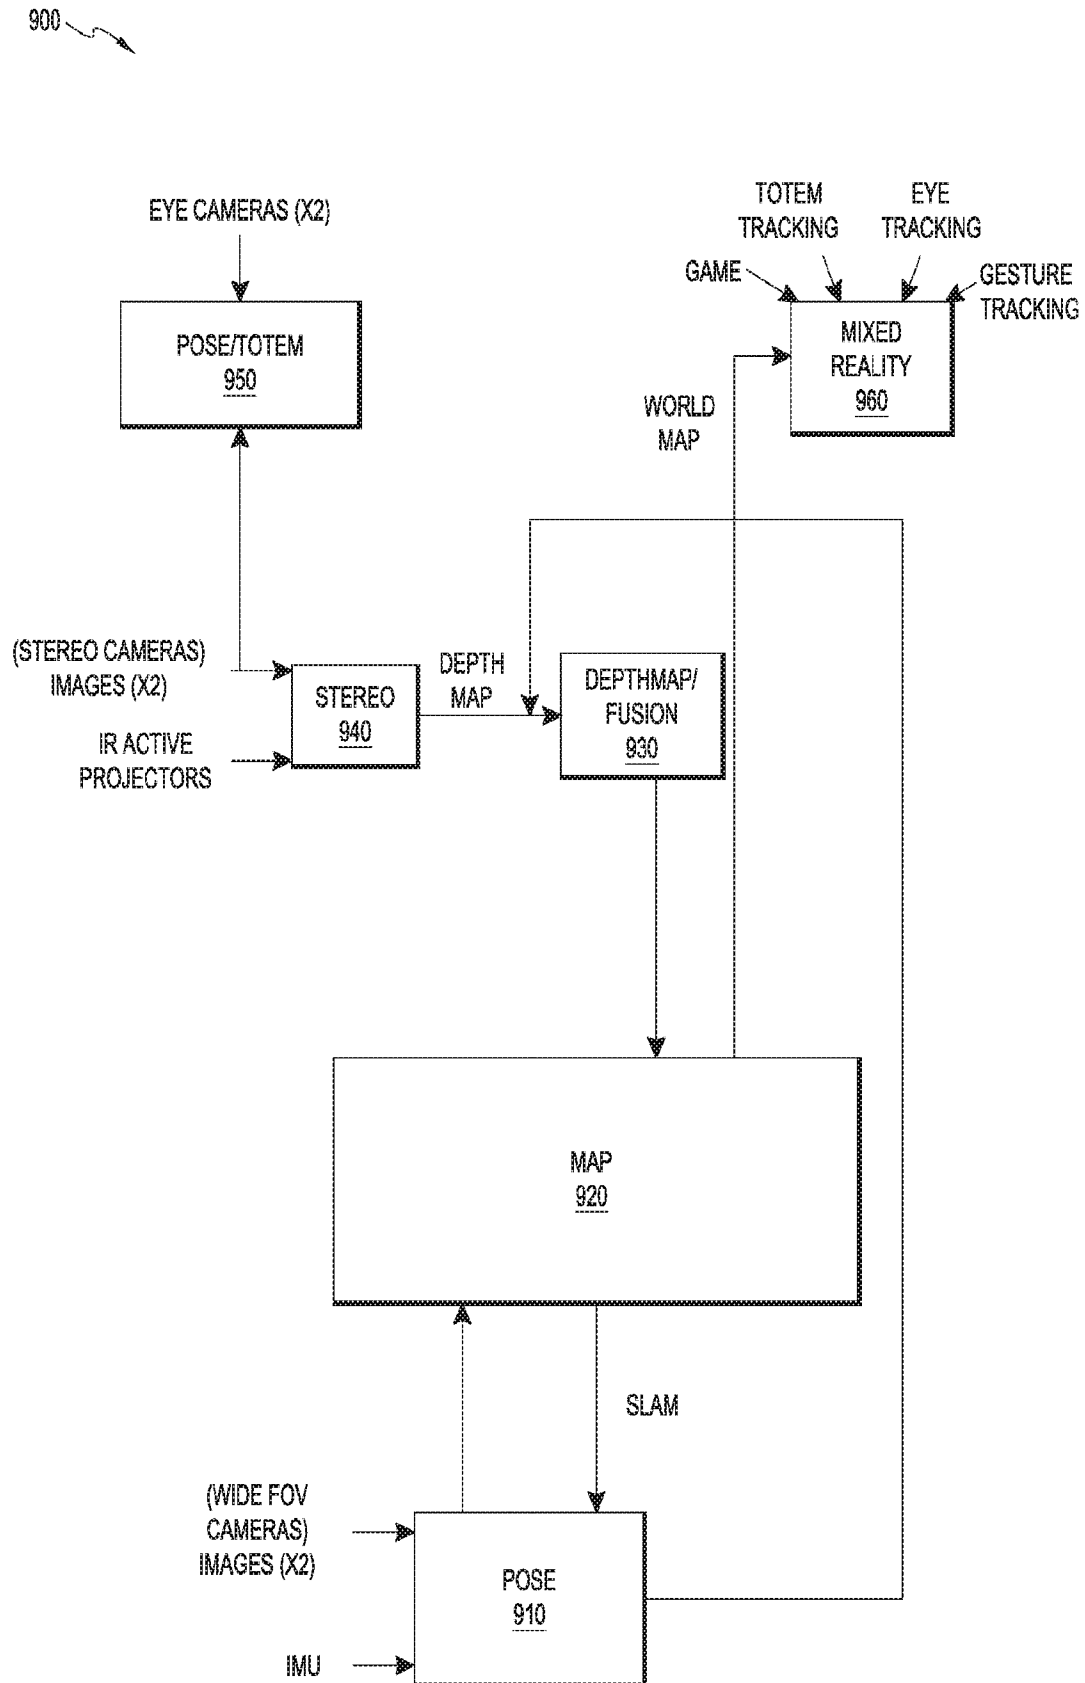 900
EYE CAMERAS (X2)
POSE/TOTEM
950
TOTEM
TRACKING
EYE
TRACKING
GAME
GESTURE
TRACKING
MIXED
REALITY
960
WORLD
MAP
(STEREO CAMERAS)
IMAGES (X2)
IR ACTIVE
PROJECTORS
STEREO
940
DEPTH
MAP
DEPTHMAP/
FUSION
930
MAP
920
SLAM
(WIDE FOV
CAMERAS)
IMAGES (X2)
IMU
POSE
910